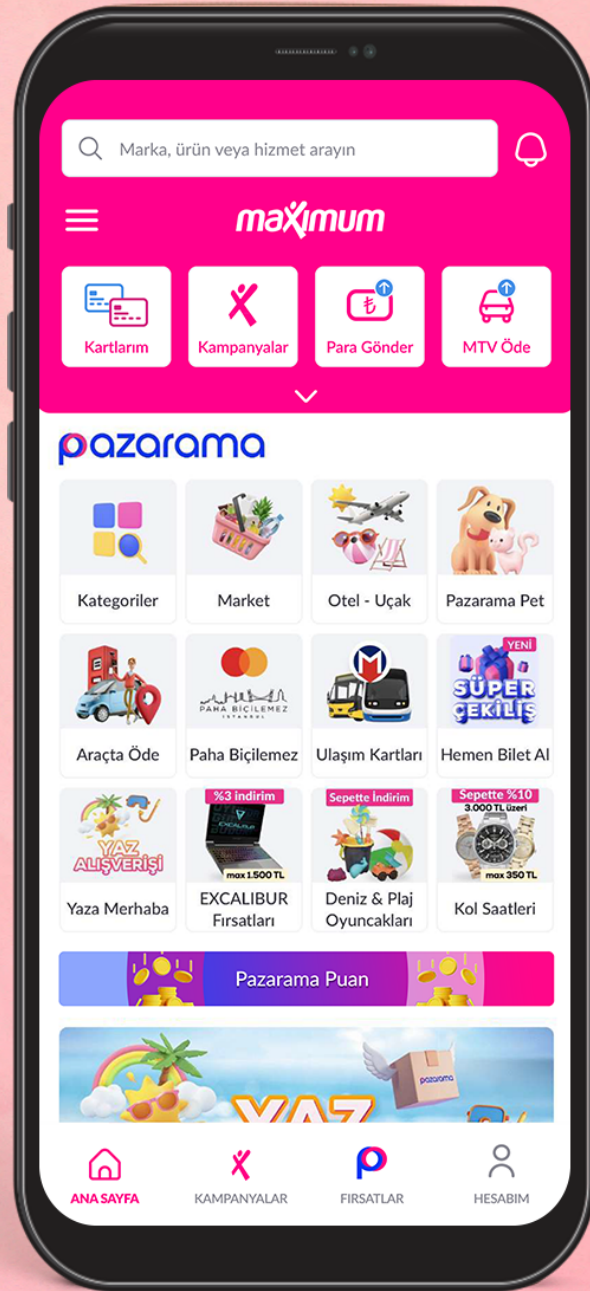 Marka, ürün veya hizmet arayın
maximum
Kartlarım
Kampanyalar
Para Gönder
MTV Öde
pazarama
Kategoriler
Market
Otel - Uçak
Pazarama Pet
PAHA BİÇİLEMEZ
İSTANBUL
M
YENİ
SÜPER
ÇEKİLİŞ
Araçta Öde
Paha Biçilemez
Ulaşım Kartları
Hemen Bilet Al
YAZ
ALIŞVERİŞİ
%3 indirim
EXCALIBUR
max 1.500 TL
Sepette İndirim
Sepette %10
3.000 TL üzeri
max 350 TL
Yaza Merhaba
EXCALIBUR
Fırsatları
Deniz & Plaj
Oyuncakları
Kol Saatleri
Pazarama Puan
pazarama
YAZ
ANA SAYFA
KAMPANYALAR
FIRSATLAR
HESABIM